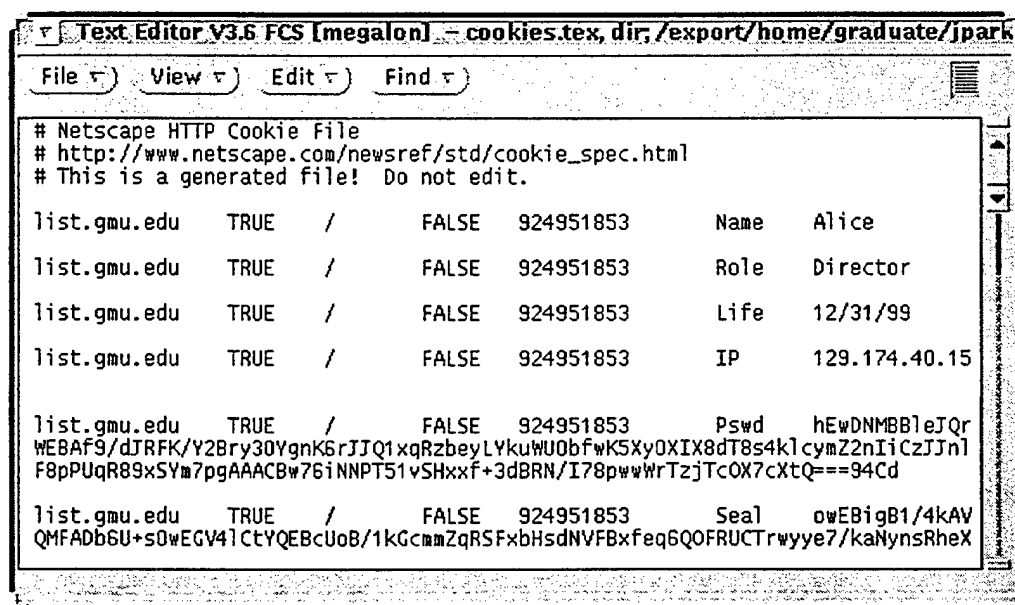 Text Editor V3.6 FCS [megalon] - cookies.tex, dir; /export/home/graduate/jpark
File View Edit Find
# Netscape HTTP Cookie File
# http://www.netscape.com/newsref/std/cookie_spec.html
# This is a generated file!  Do not edit.
list.gmu.edu TRUE / FALSE 924951853 Name Alice
list.gmu.edu TRUE / FALSE 924951853 Role Director
list.gmu.edu TRUE / FALSE 924951853 Life 12/31/99
list.gmu.edu TRUE / FALSE 924951853 IP 129.174.40.15
list.gmu.edu TRUE / FALSE 924951853 Pswd hEwDNMBBleJQr
WEBAf9/dJRFK/Y2Bry30YgnK6rJJQ1xqRzbeyLYkuWU0bfwK5XyOXIX8dT8s4klcymZ2nIiCzJJnl
F8pPUqR89xSYm7pgAAACBw76iNNPT51vSHxxf+3dBRN/I78pwwWrTzjTcOX7cXtQ===94Cd
list.gmu.edu TRUE / FALSE 924951853 Seal owEBigB1/4kAV
QMFADb6U+sOwEGV4lCtYQEBcUoB/1kGcmmZqRSFxbHsdNVFBxfeq6QOFRUCTrwyye7/kaNynsRheX